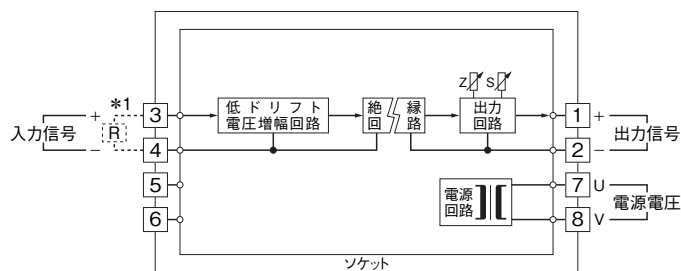 Z S
*1
3 低ドリフト 絶 縁 出力 1 +
+ 電圧増幅回路 回 路 回路
入力信号 R 出力信号
− 4 2 −
5 電源 7 U
回路 電源電圧
6 8 V
ソケット